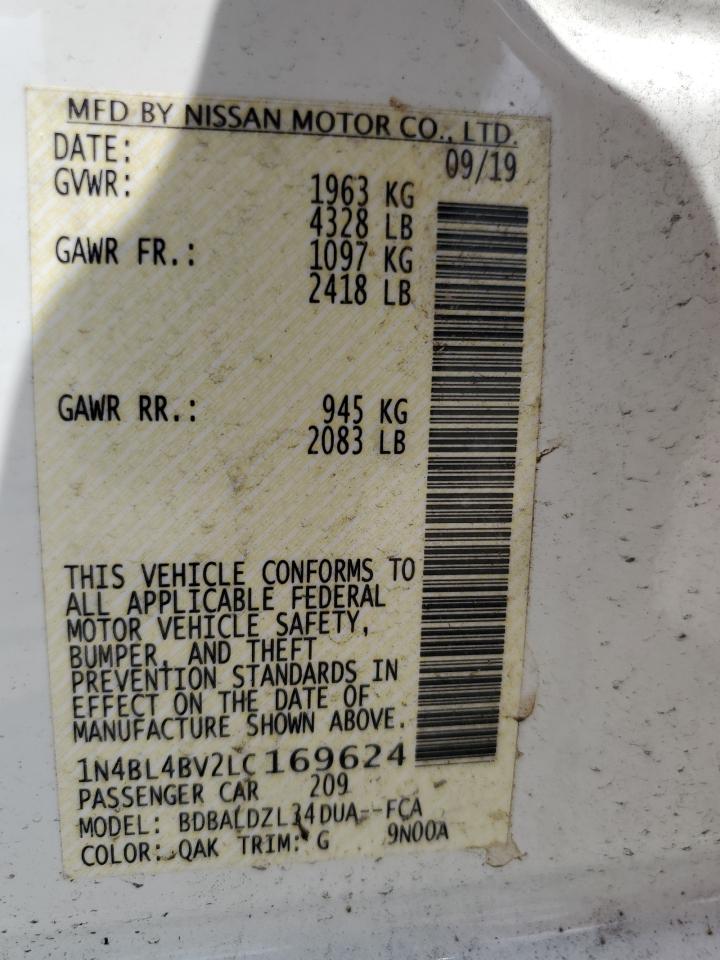 MFD BY NISSAN MOTOR CO., LTD.
DATE: 09/19
GVWR: 1963 KG
4328 LB
GAWR FR.: 1097 KG
2418 LB
GAWR RR.: 945 KG
2083 LB
THIS VEHICLE CONFORMS TO
ALL APPLICABLE FEDERAL
MOTOR VEHICLE SAFETY,
BUMPER, AND THEFT
PREVENTION STANDARDS IN
EFFECT ON THE DATE OF
MANUFACTURE SHOWN ABOVE.
1N4BL4BV2LC169624
PASSENGER CAR 209
MODEL: BDBALDZL34DUA--FCA
COLOR: QAK TRIM: G 9N00A